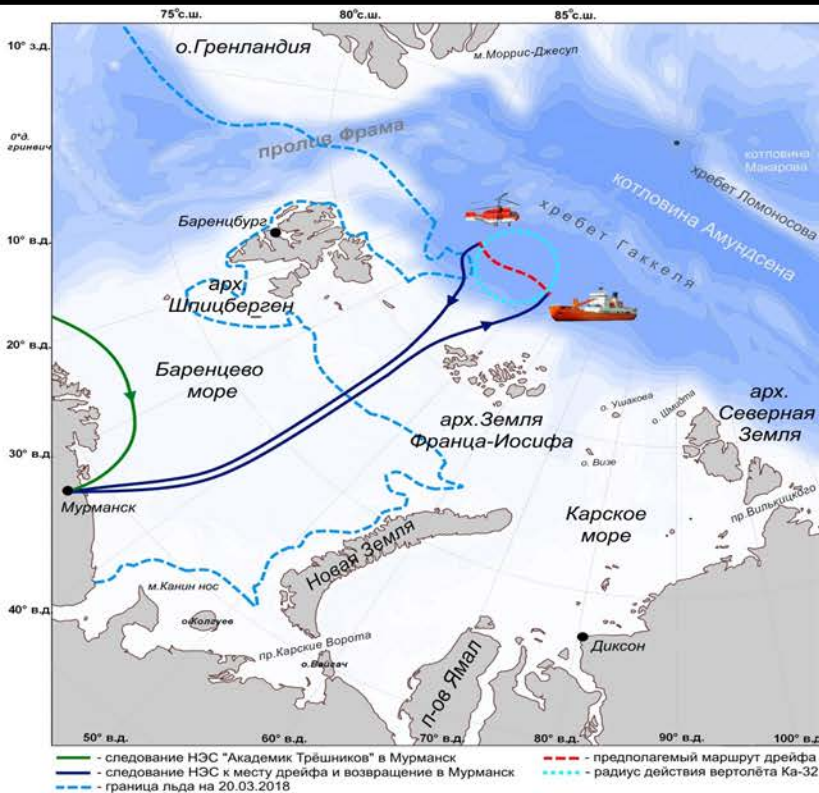 75°с.ш.
80°с.ш.
85°с.ш.
10° з.д.
о.Гренландия
м.Моррис-Джесуп
0°д.
гринвич
пролив Фрама
котловина
Макарова
хребет Ломоносова
Баренцбург
хребет Гаккеля
котловина Амундсена
10° в.д.
арх.
Шпицберген
20° в.д.
Баренцево
море
арх.Земля
Франца-Иосифа
о. Ушакова
о. Шмидта
арх.
Северная
Земля
30° в.д.
о. Визе
Мурманск
Карское
море
пр.Вилькицкого
Новая Земля
м.Канин нос
40° в.д.
о.Колгуев
пр.Карские Ворота
о.Вайгач
п-ов Ямал
Диксон
50° в.д.
60° в.д.
70° в.д.
80° в.д.
90° в.д.
100° в.д.
- следование НЭС "Академик Трёшников" в Мурманск
- предполагемый маршрут дрейфа
- следование НЭС к месту дрейфа и возвращение в Мурманск
- радиус действия вертолёта Ка-32
- граница льда на 20.03.2018